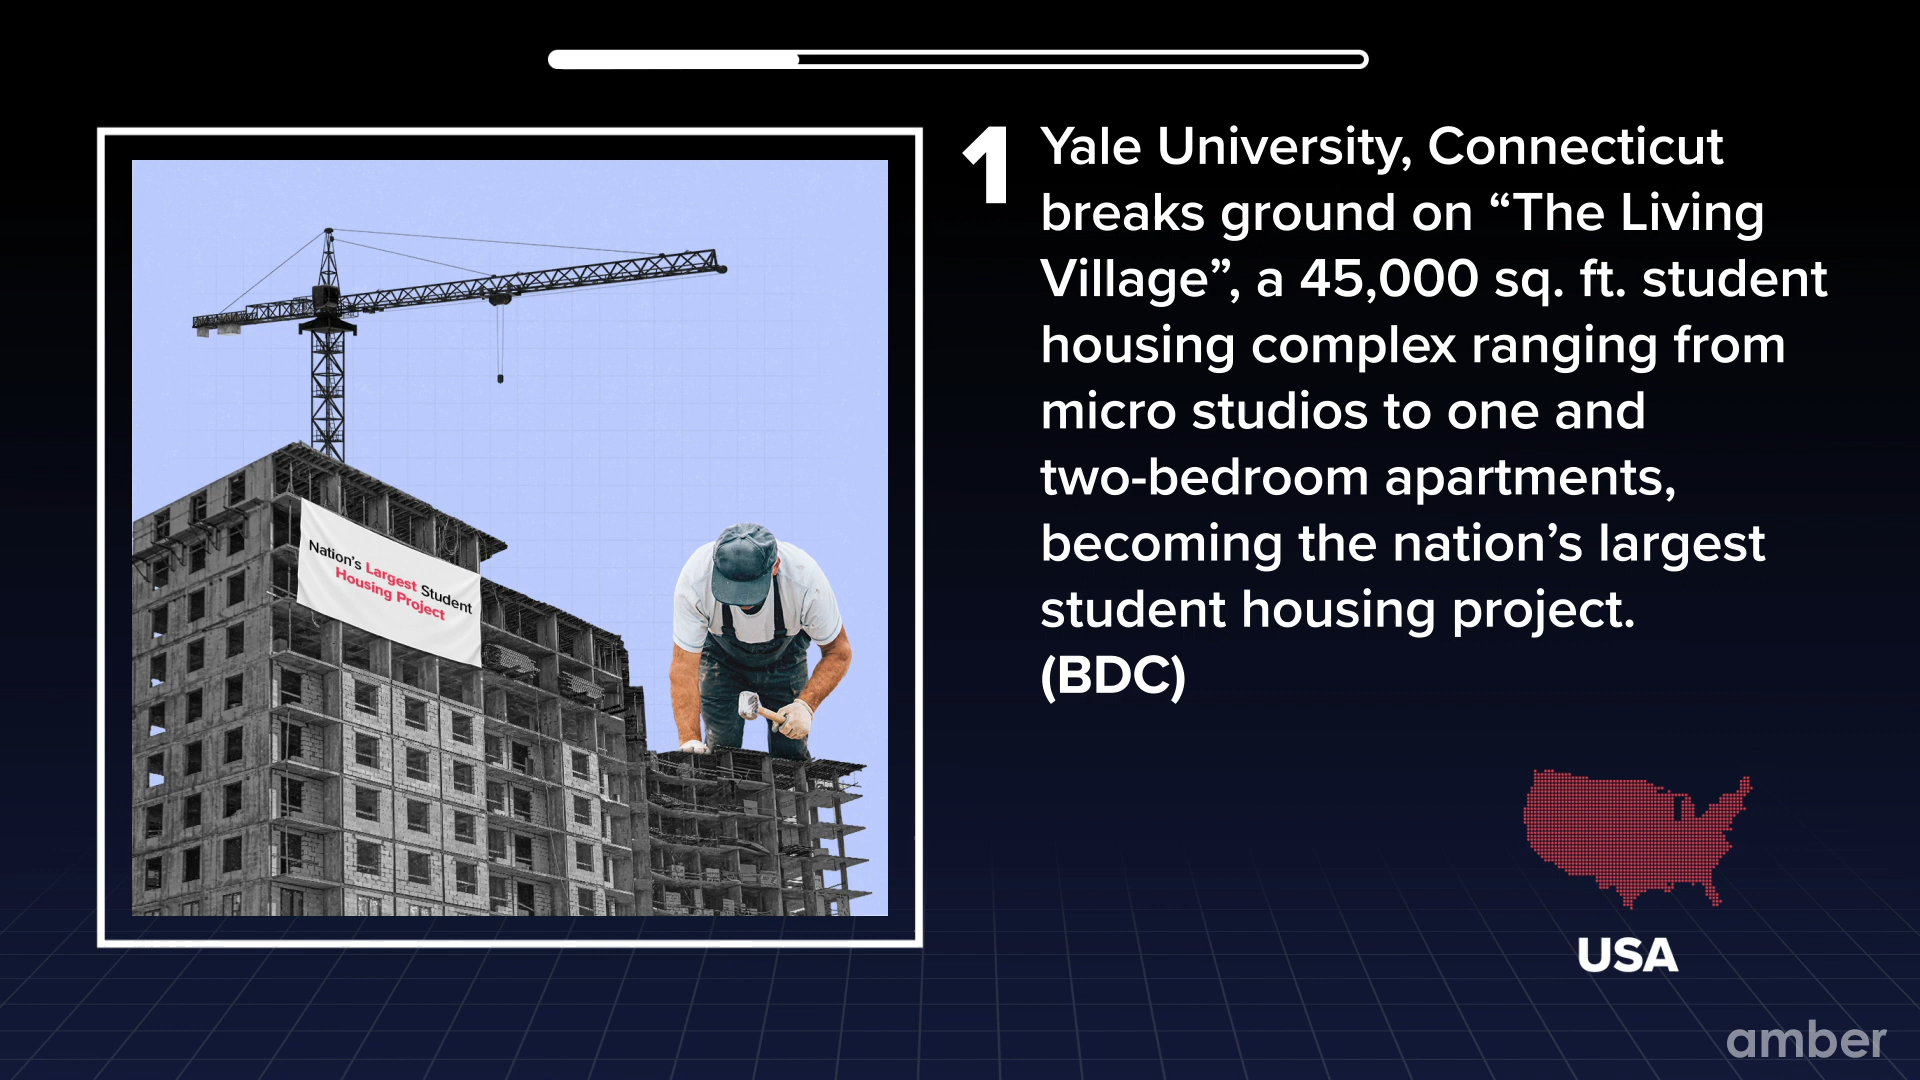 1
Yale University, Connecticut
breaks ground on “The Living
Village”, a 45,000 sq. ft. student
housing complex ranging from
micro studios to one and
two-bedroom apartments,
becoming the nation’s largest
student housing project.
(BDC)
Nation’s Largest Student
Housing Project
USA
amber